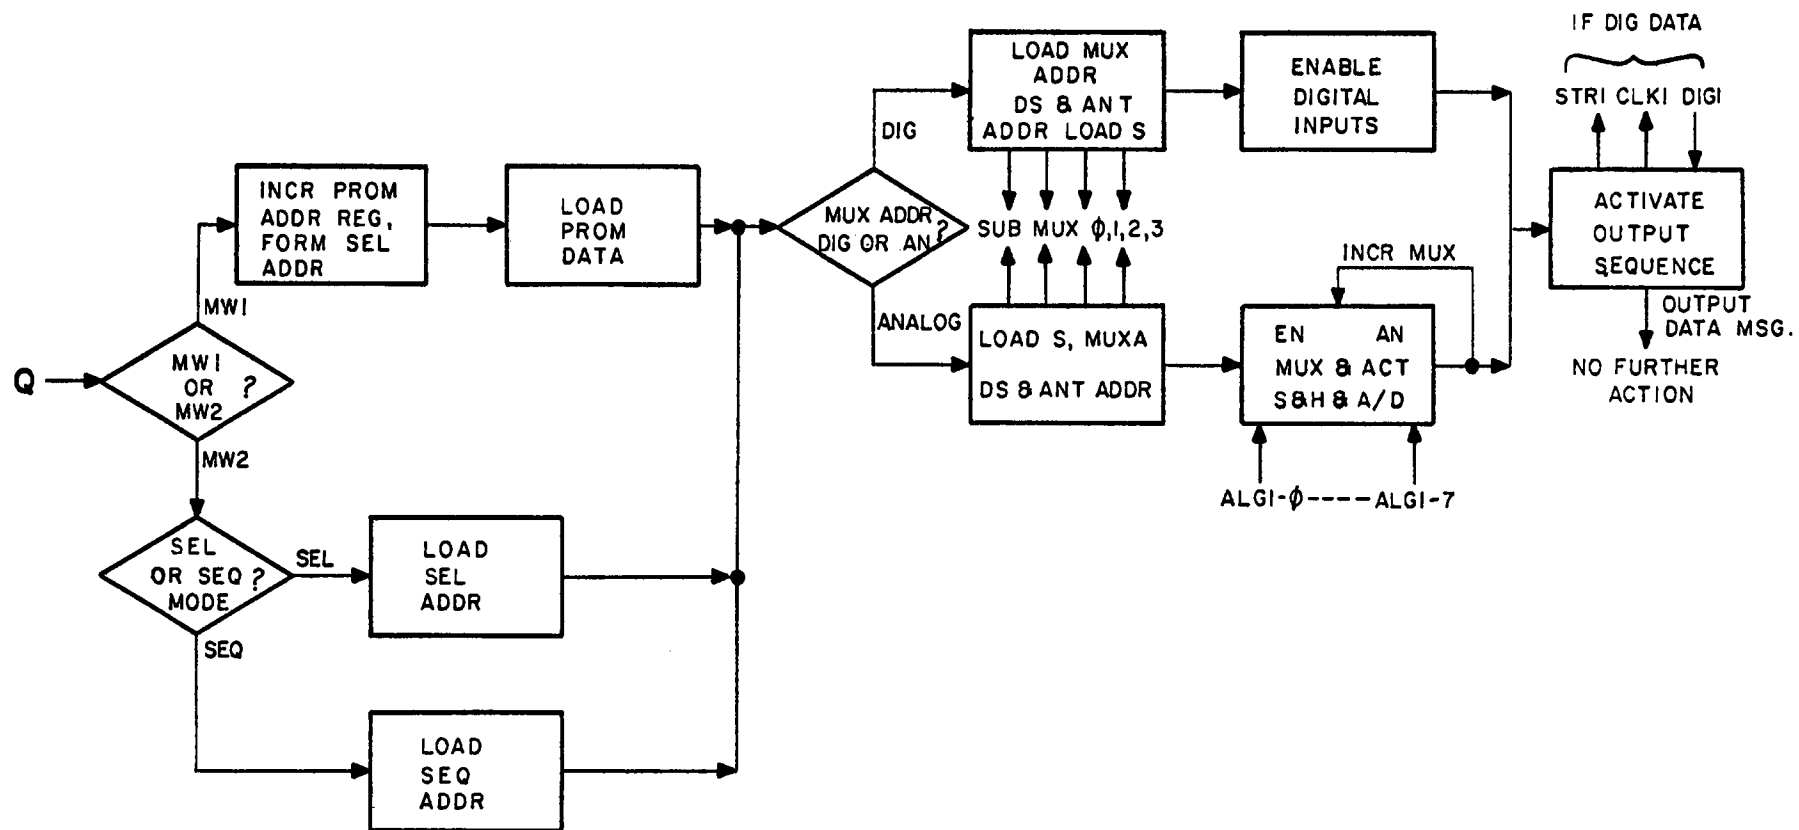 IF DIG DATA
STRI CLKI DIGI
LOAD MUX
ADDR
DS & ANT
ADDR LOAD S
ENABLE
DIGITAL
INPUTS
DIG
INCR PROM
ADDR REG,
FORM SEL
ADDR
LOAD
PROM
DATA
MUX ADDR
DIG OR AN?
SUB MUX ϕ,1,2,3
ACTIVATE
OUTPUT
SEQUENCE
INCR MUX
MW1
ANALOG
LOAD S, MUXA
DS & ANT ADDR
EN AN
MUX & ACT
S&H & A/D
OUTPUT
DATA MSG.
NO FURTHER
ACTION
Q
MW1
OR ?
MW2
MW2
ALGI-ϕ----ALGI-7
SEL
OR SEQ?
MODE
SEL
LOAD
SEL
ADDR
SEQ
LOAD
SEQ
ADDR